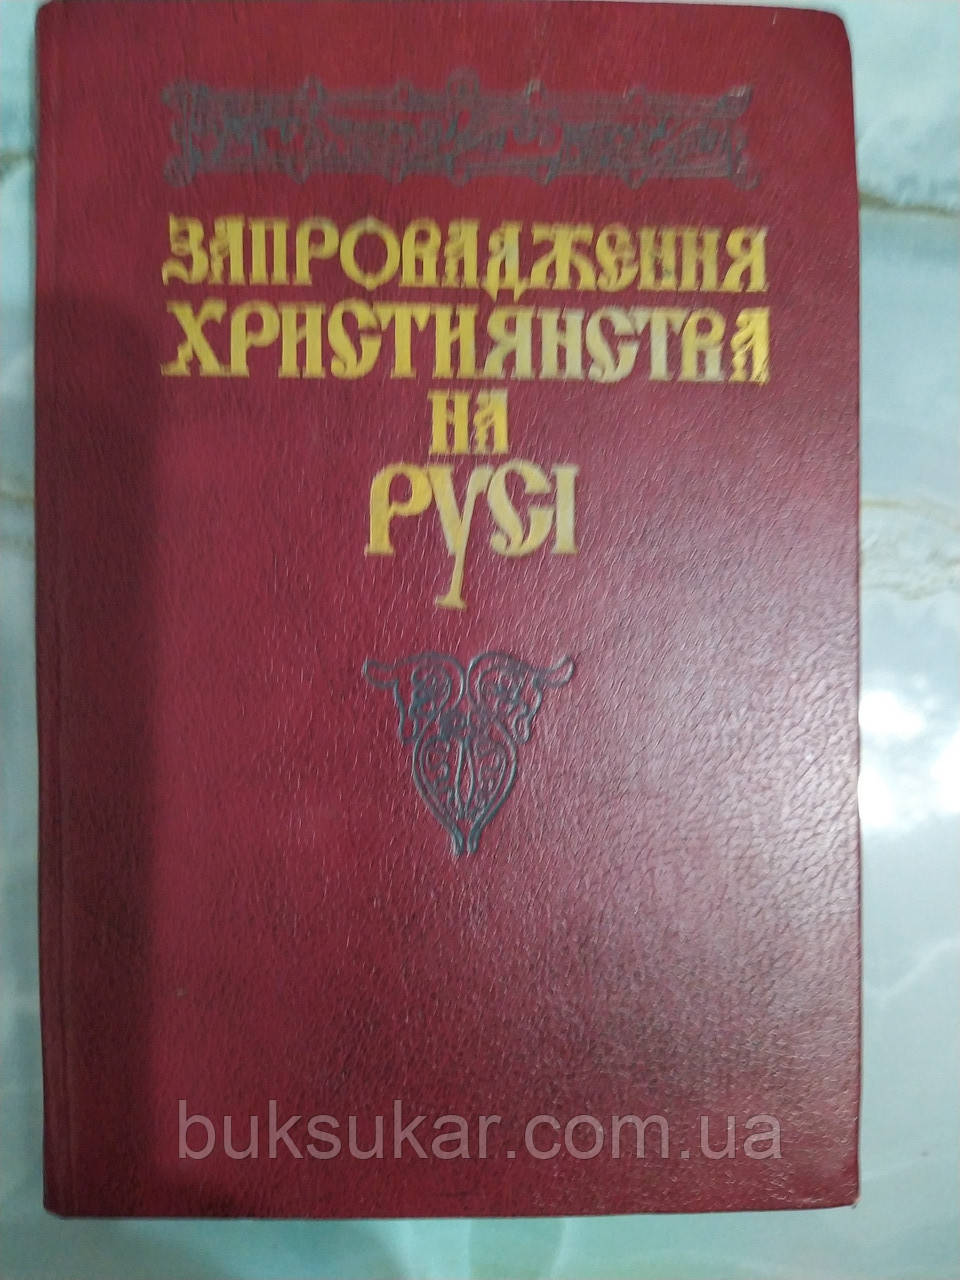 ЗАПРОВАДЖЕННЯ
ХРИСТИЯНСТВА
НА
РУСІ
buksukar.com.ua